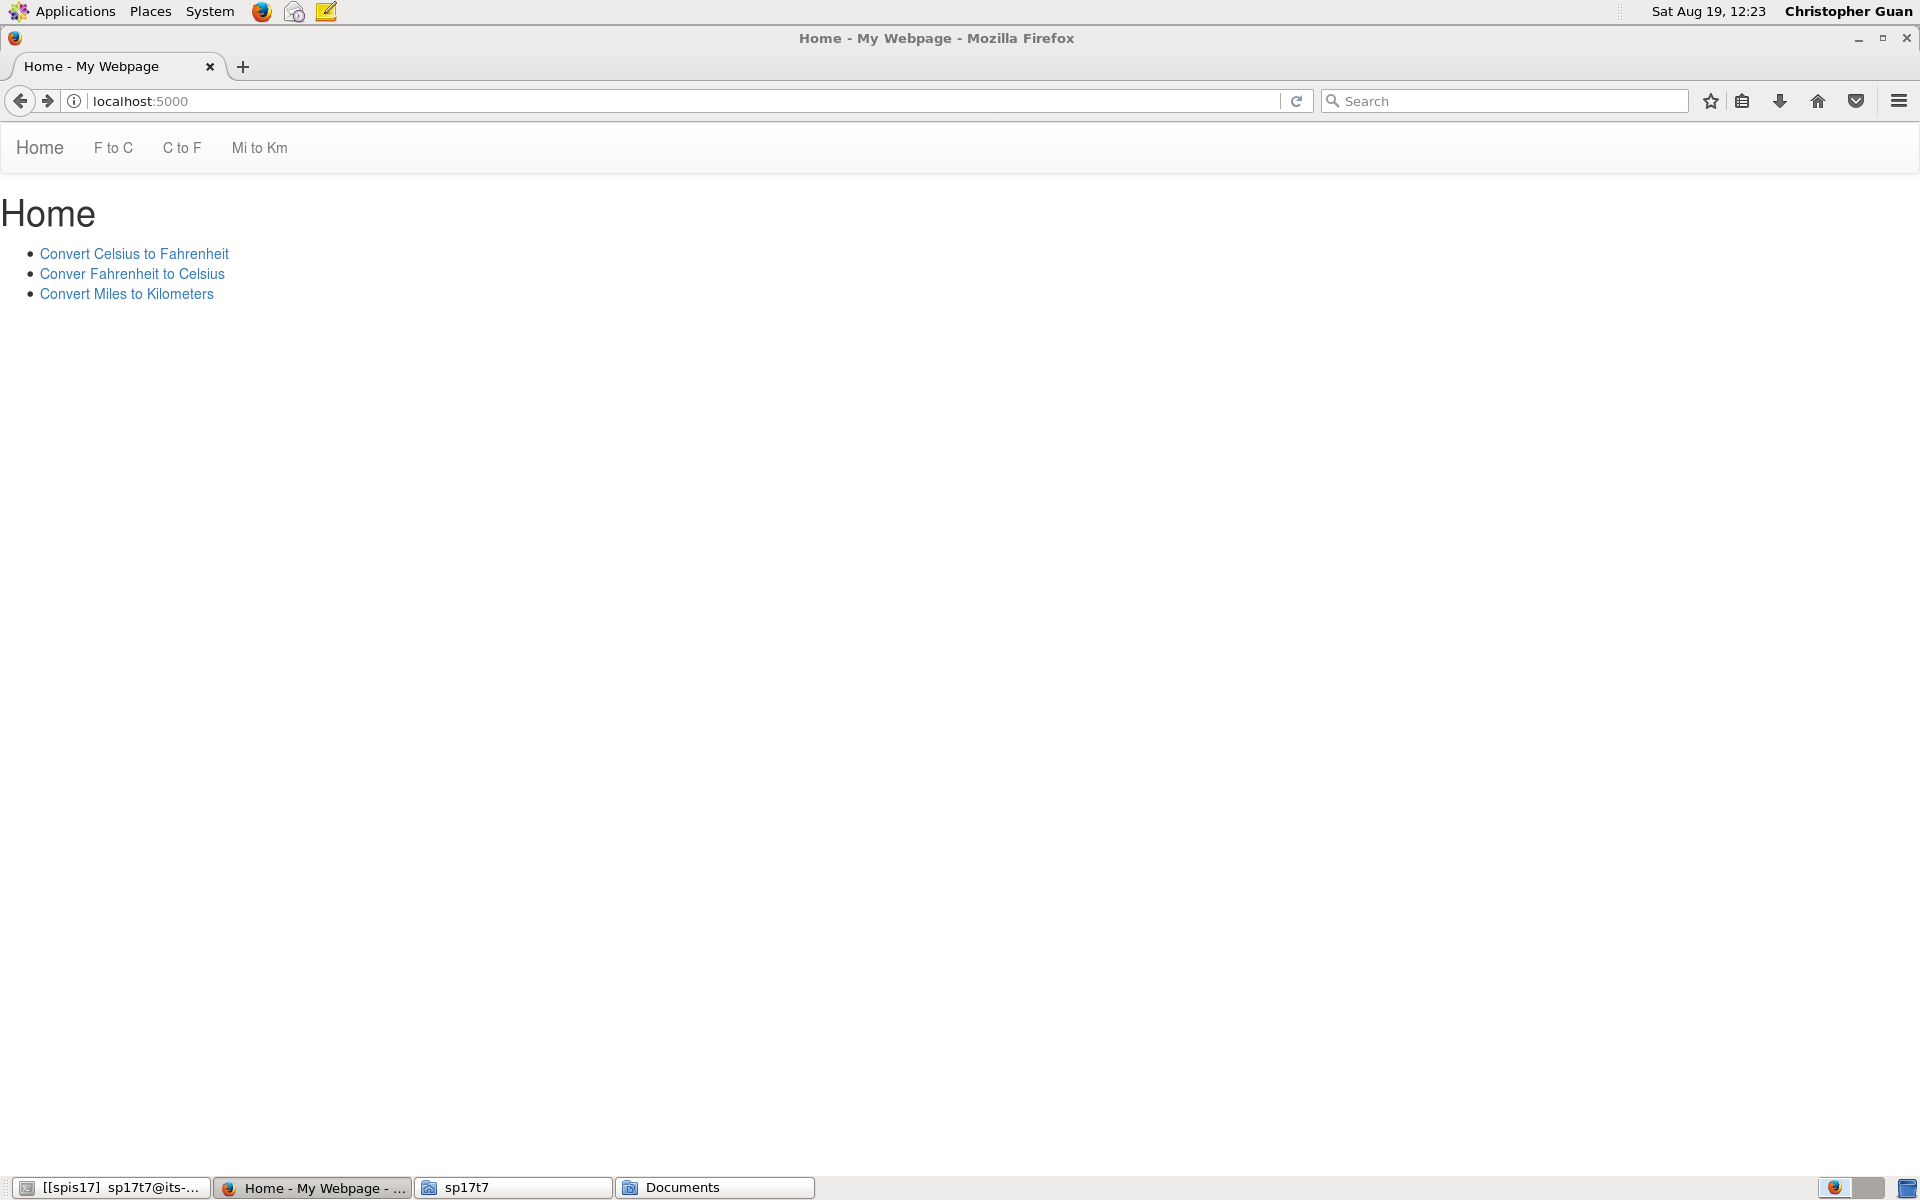 Applications Places System Sat Aug 19, 12:23 Christopher Guan
Home - My Webpage - Mozilla Firefox
Home - My Webpage
localhost:5000 Search
Home F to C C to F Mi to Km
Home
• Convert Celsius to Fahrenheit
• Conver Fahrenheit to Celsius
• Convert Miles to Kilometers
[[spis17] sp17t7@its-... Home - My Webpage - ... sp17t7 Documents